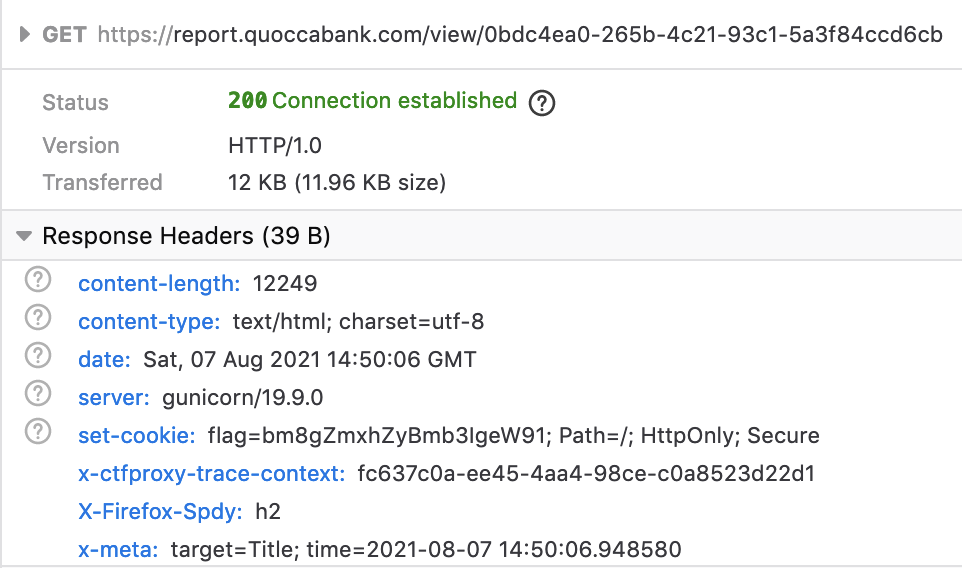 GET https://report.quoccabank.com/view/0bdc4ea0-265b-4c21-93c1-5a3f84ccd6cb
Status 200 Connection established ?
Version HTTP/1.0
Transferred 12 KB (11.96 KB size)
Response Headers (39 B)
? content-length: 12249
? content-type: text/html; charset=utf-8
? date: Sat, 07 Aug 2021 14:50:06 GMT
? server: gunicorn/19.9.0
? set-cookie: flag=bm8gZmxhZyBmb3IgeW91; Path=/; HttpOnly; Secure
x-ctfproxy-trace-context: fc637c0a-ee45-4aa4-98ce-c0a8523d22d1
X-Firefox-Spdy: h2
x-meta: target=Title; time=2021-08-07 14:50:06.948580